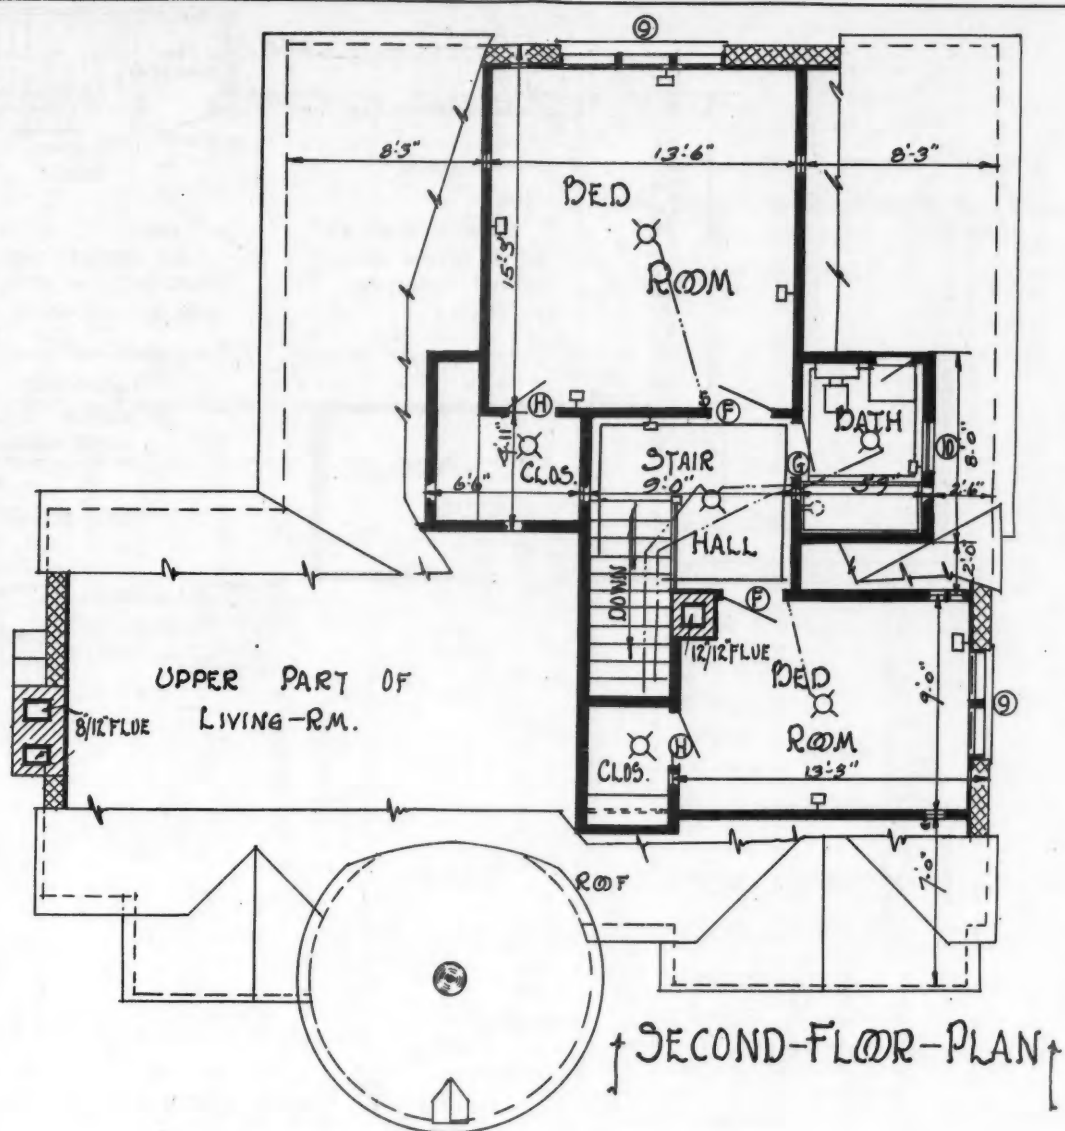 9
8'3"
13'6"
8'3"
BED
ROOM
15'3"
S
H
F
BATH
4'11"
CLOS.
STAIR
HALL
G
10
8'0"
6'6"
9'0"
2'6"
2'0"
DOWN
F
12/12"FLUE
UPPER PART OF
LIVING-RM.
8/12"FLUE
BED
ROOM
9'0"
9
13'3"
H
CLOS.
7'0"
ROOF
SECOND-FLOOR-PLAN